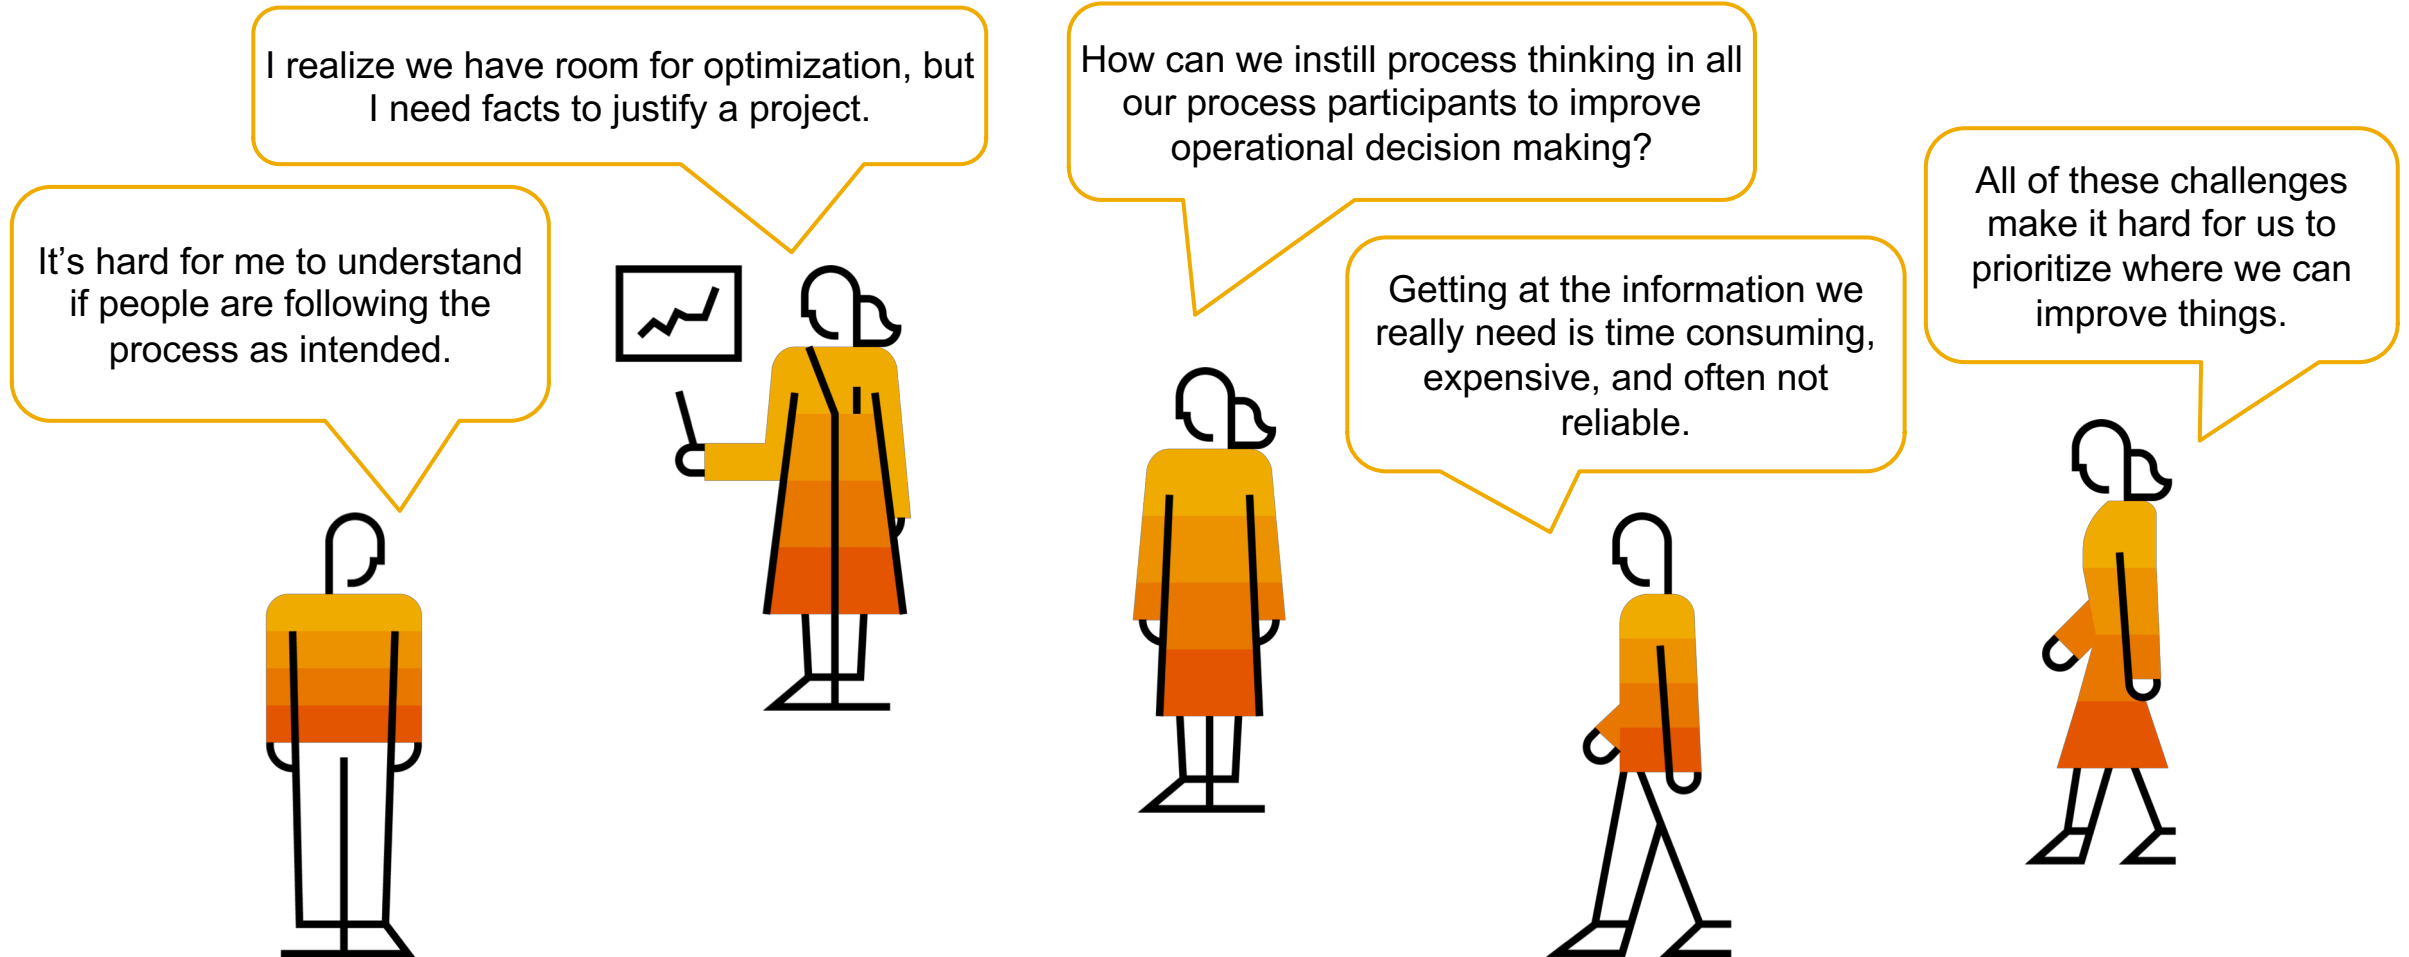 I realize we have room for optimization, but
I need facts to justify a project.
How can we instill process thinking in all
our process participants to improve
operational decision making?
All of these challenges
make it hard for us to
prioritize where we can
improve things.
It’s hard for me to understand
if people are following the
process as intended.
Getting at the information we
really need is time consuming,
expensive, and often not
reliable.